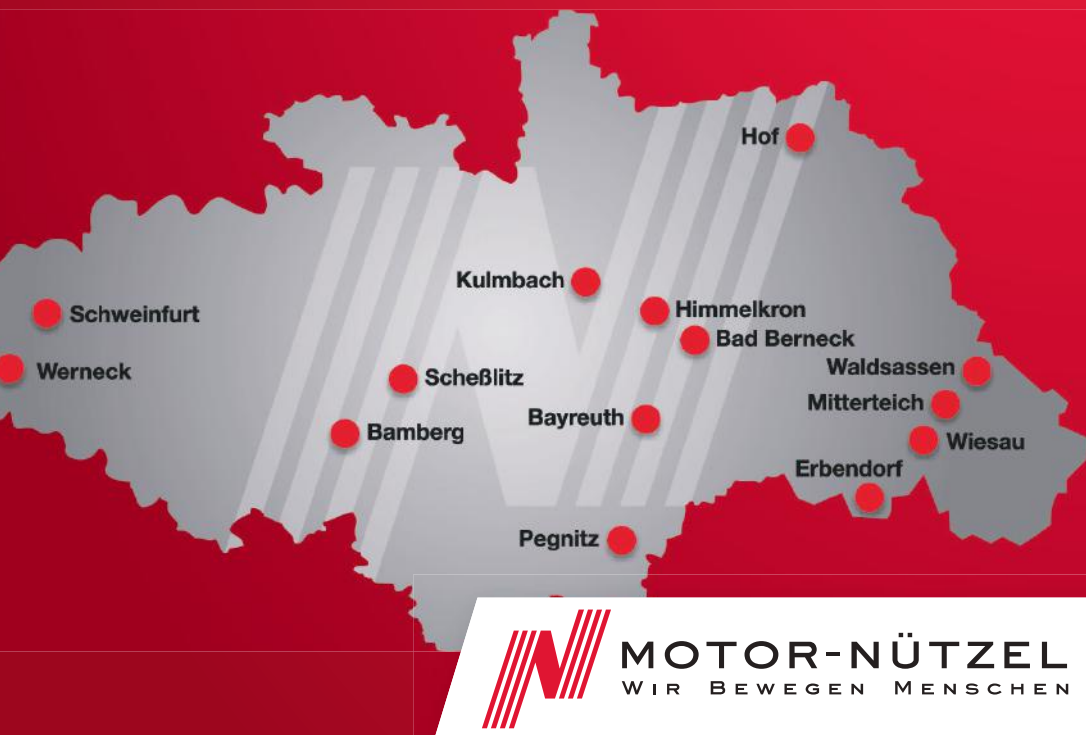 Hof
Kulmbach
Himmelkron
Schweinfurt
Bad Berneck
Waldsassen
Werneck
Scheßlitz
Mitterteich
Bayreuth
Bamberg
Wiesau
Erbendorf
Pegnitz
MOTOR-NÜTZEL
WIR BEWEGEN MENSCHEN